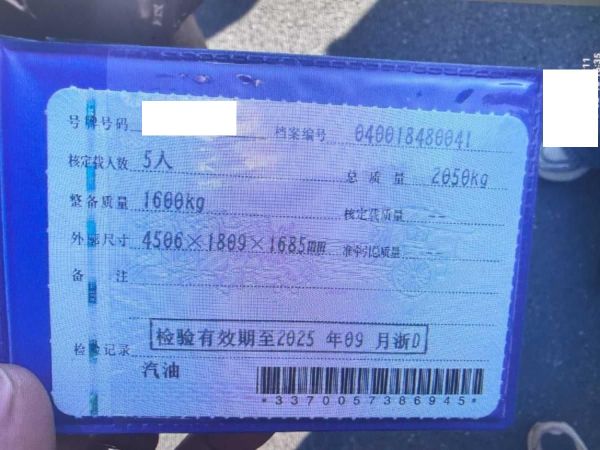 号牌号码 档案编号 040018480041
核定载人数 5人 总质量 2050kg
整备质量 1600kg 核定载质量 --
外廓尺寸 4506×1809×1685mm 准牵引总质量 --
备注
检验记录 检验有效期至2025年09月浙D
汽油
*3370057386945*